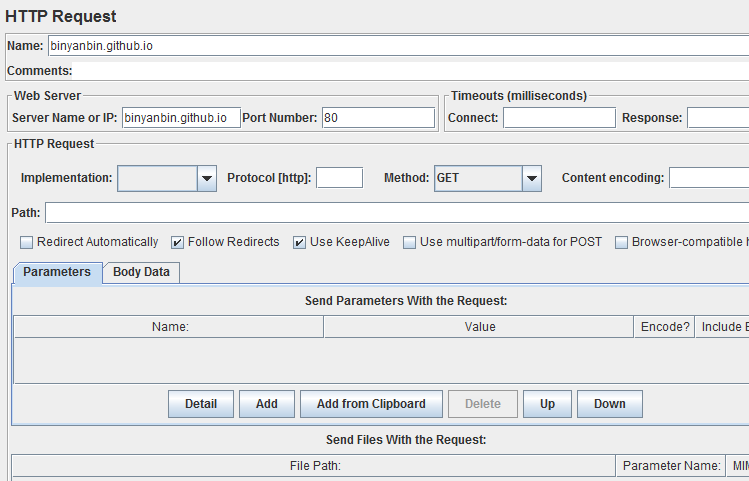 HTTP Request
Name: binyanbin.github.io
Comments:
Web Server
Timeouts (milliseconds)
Server Name or IP: binyanbin.github.io Port Number: 80
Connect: Response:
HTTP Request
Implementation: Protocol [http]: Method: GET Content encoding:
Path:
Redirect Automatically Follow Redirects Use KeepAlive Use multipart/form-data for POST Browser-compatible
Parameters Body Data
Send Parameters With the Request:
Name: Value Encode? Include
Detail Add Add from Clipboard Delete Up Down
Send Files With the Request:
File Path: Parameter Name: